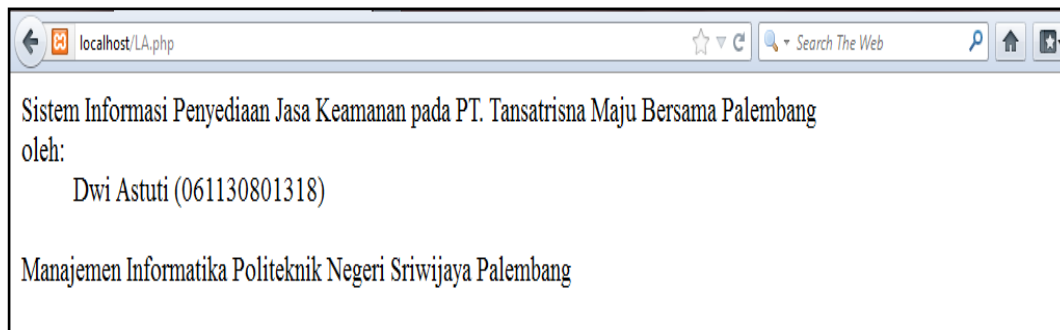 localhost/LA.php
Search The Web
Sistem Informasi Penyediaan Jasa Keamanan pada PT. Tansatrisna Maju Bersama Palembang
oleh:
Dwi Astuti (061130801318)
Manajemen Informatika Politeknik Negeri Sriwijaya Palembang